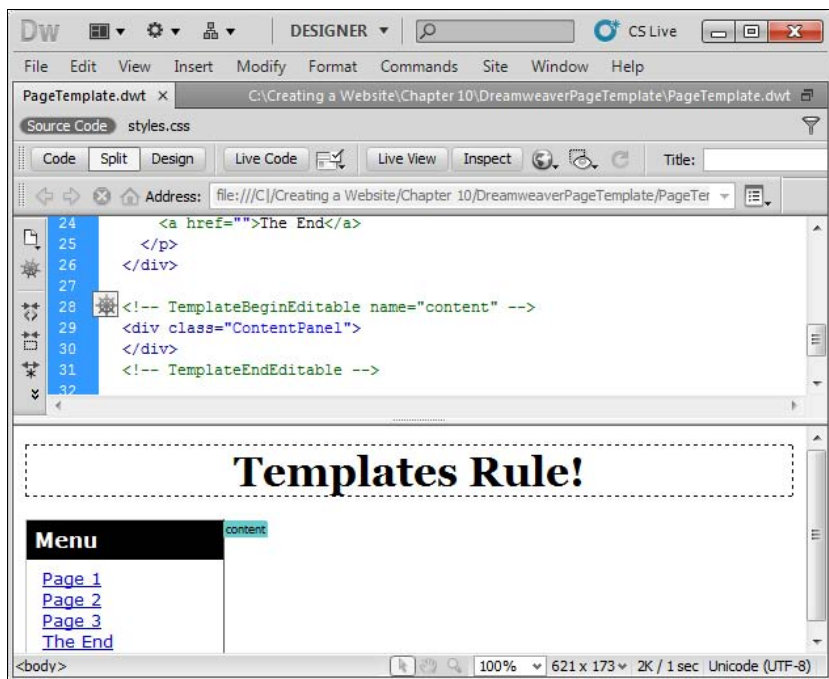 Dw DESIGNER CS Live
File Edit View Insert Modify Format Commands Site Window Help
PageTemplate.dwt × C:\Creating a Website\Chapter 10\DreamweaverPageTemplate\PageTemplate.dwt
Source Code styles.css
Code Split Design Live Code Live View Inspect Title:
Address: file:///C|/Creating a Website/Chapter 10/DreamweaverPageTemplate/PageTer
24 <a href="">The End</a>
25 </p>
26 </div>
27
28 <!-- TemplateBeginEditable name="content" -->
29 <div class="ContentPanel">
30 </div>
31 <!-- TemplateEndEditable -->
32
Templates Rule!
Menu
content
Page 1
Page 2
Page 3
The End
<body> 100% 621 x 173 2K / 1 sec Unicode (UTF-8)